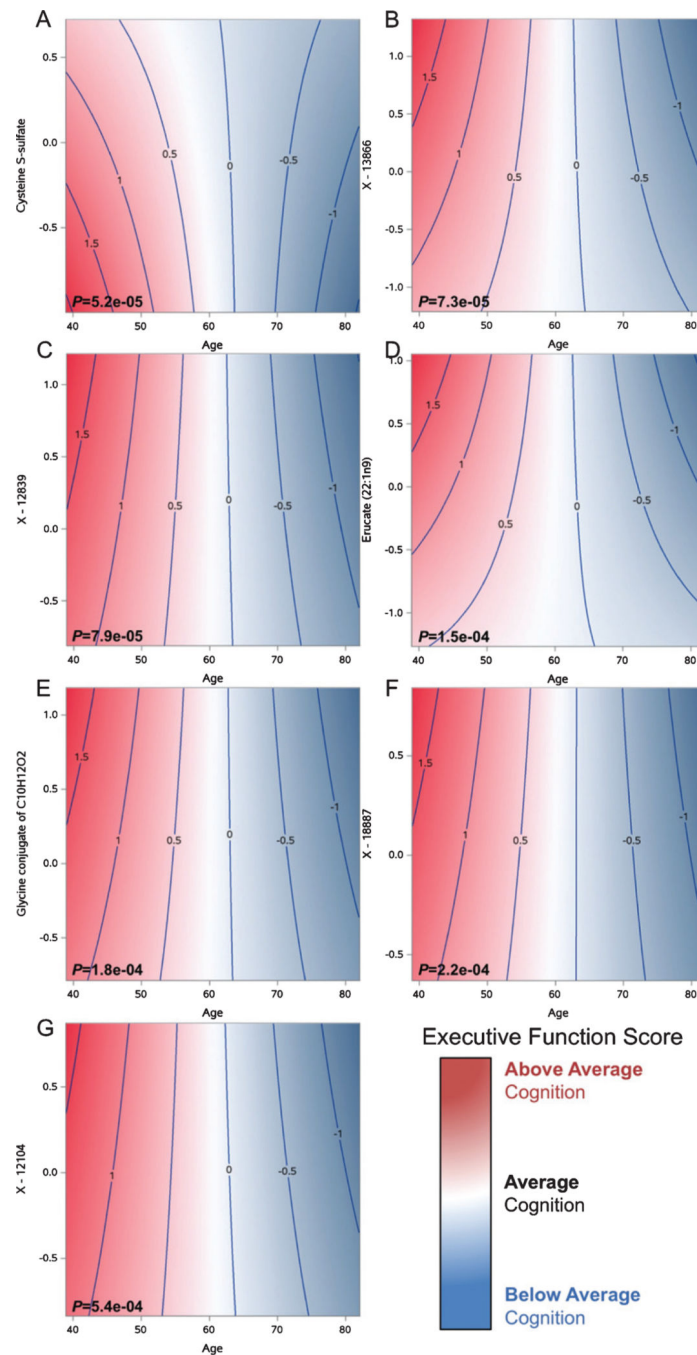 A
Cysteine S-sulfate
0.5
0.0
-0.5
0.5
0
-0.5
1
1.5
-1
P=5.2e-05
40 50 60 70 80
Age
B
X - 13866
1.0
0.5
0.0
-0.5
-1.0
1.5
1
0.5
0
-0.5
-1
P=7.3e-05
40 50 60 70 80
Age
C
X - 12839
1.0
0.5
0.0
-0.5
1.5
1
0.5
0
-0.5
-1
P=7.9e-05
40 50 60 70 80
Age
D
Erucate (22:1n9)
1.0
0.5
0.0
-0.5
-1.0
1.5
1
0.5
0
-0.5
-1
P=1.5e-04
40 50 60 70 80
Age
E
Glycine conjugate of C10H12O2
1.0
0.5
0.0
-0.5
1.5
1
0.5
0
-0.5
-1
P=1.8e-04
40 50 60 70 80
Age
F
X - 18887
0.5
0.0
-0.5
1.5
1
0.5
-0.5
-1
P=2.2e-04
40 50 60 70 80
Age
G
X - 12104
0.5
0.0
-0.5
1
0
-0.5
-1
P=5.4e-04
40 50 60 70 80
Age
Executive Function Score
Above Average
Cognition
Average
Cognition
Below Average
Cognition